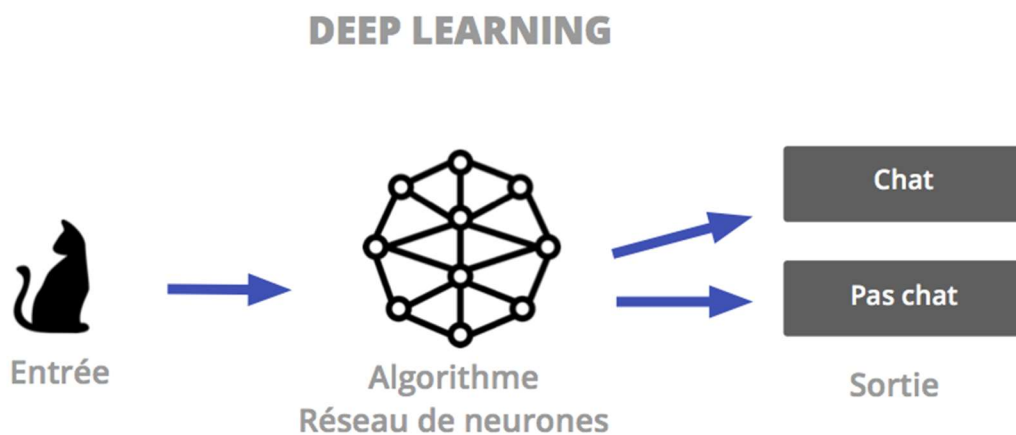 DEEP LEARNING
Chat
Pas chat
Entrée
Algorithme
Réseau de neurones
Sortie